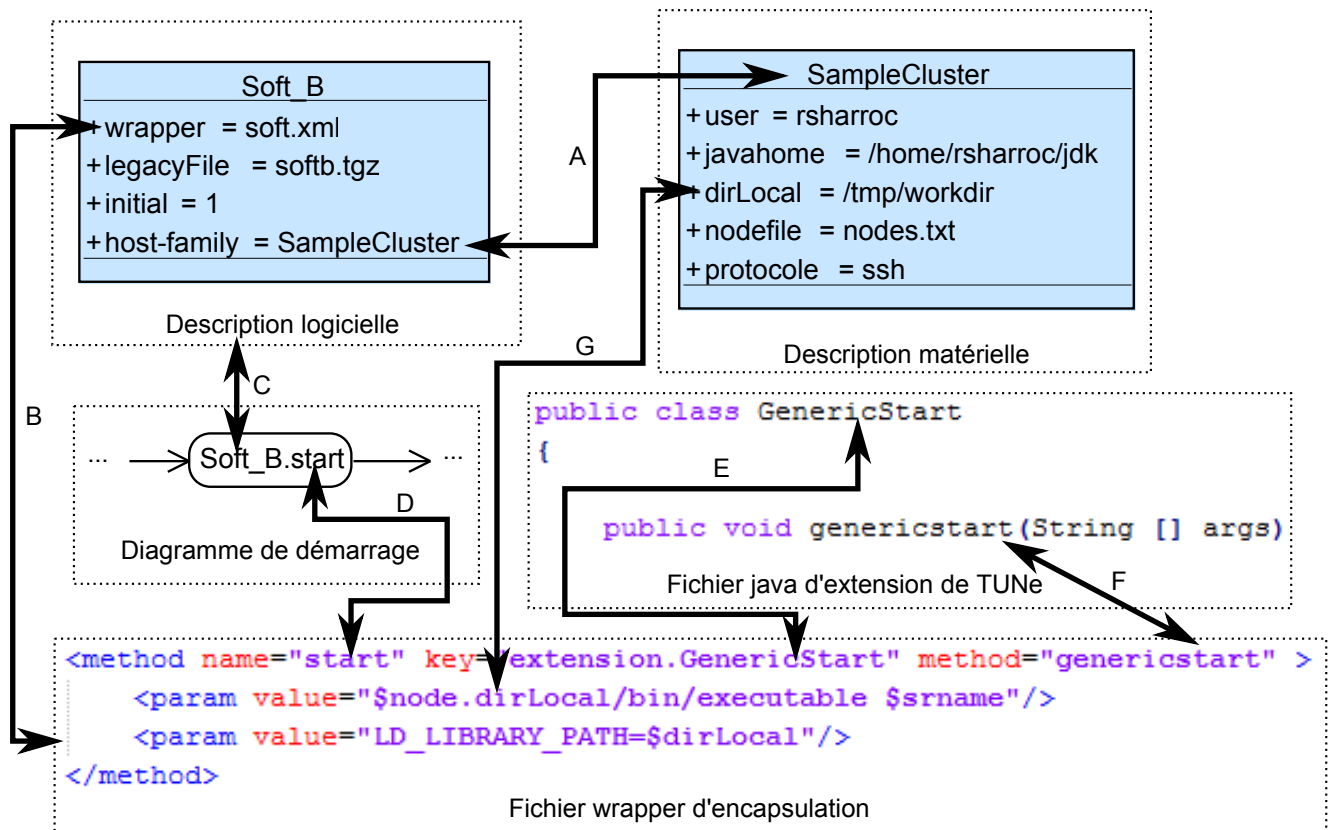 Soft_B
+wrapper = soft.xml
+legacyFile = softb.tgz
+initial = 1
+host-family = SampleCluster
Description logicielle
SampleCluster
+user = rsharroc
+javahome = /home/rsharroc/jdk
+dirLocal = /tmp/workdir
+nodefile = nodes.txt
+protocole = ssh
Description matérielle
A
B
C
G
... Soft_B.start ...
D
Diagramme de démarrage
public class GenericStart
{
E
public void genericstart(String [] args)
Fichier java d'extension de TUNe
F
<method name="start" key="extension.GenericStart" method="genericstart" >
<param value="$node.dirLocal/bin/executable $srname"/>
<param value="LD_LIBRARY_PATH=$dirLocal"/>
</method>
Fichier wrapper d'encapsulation